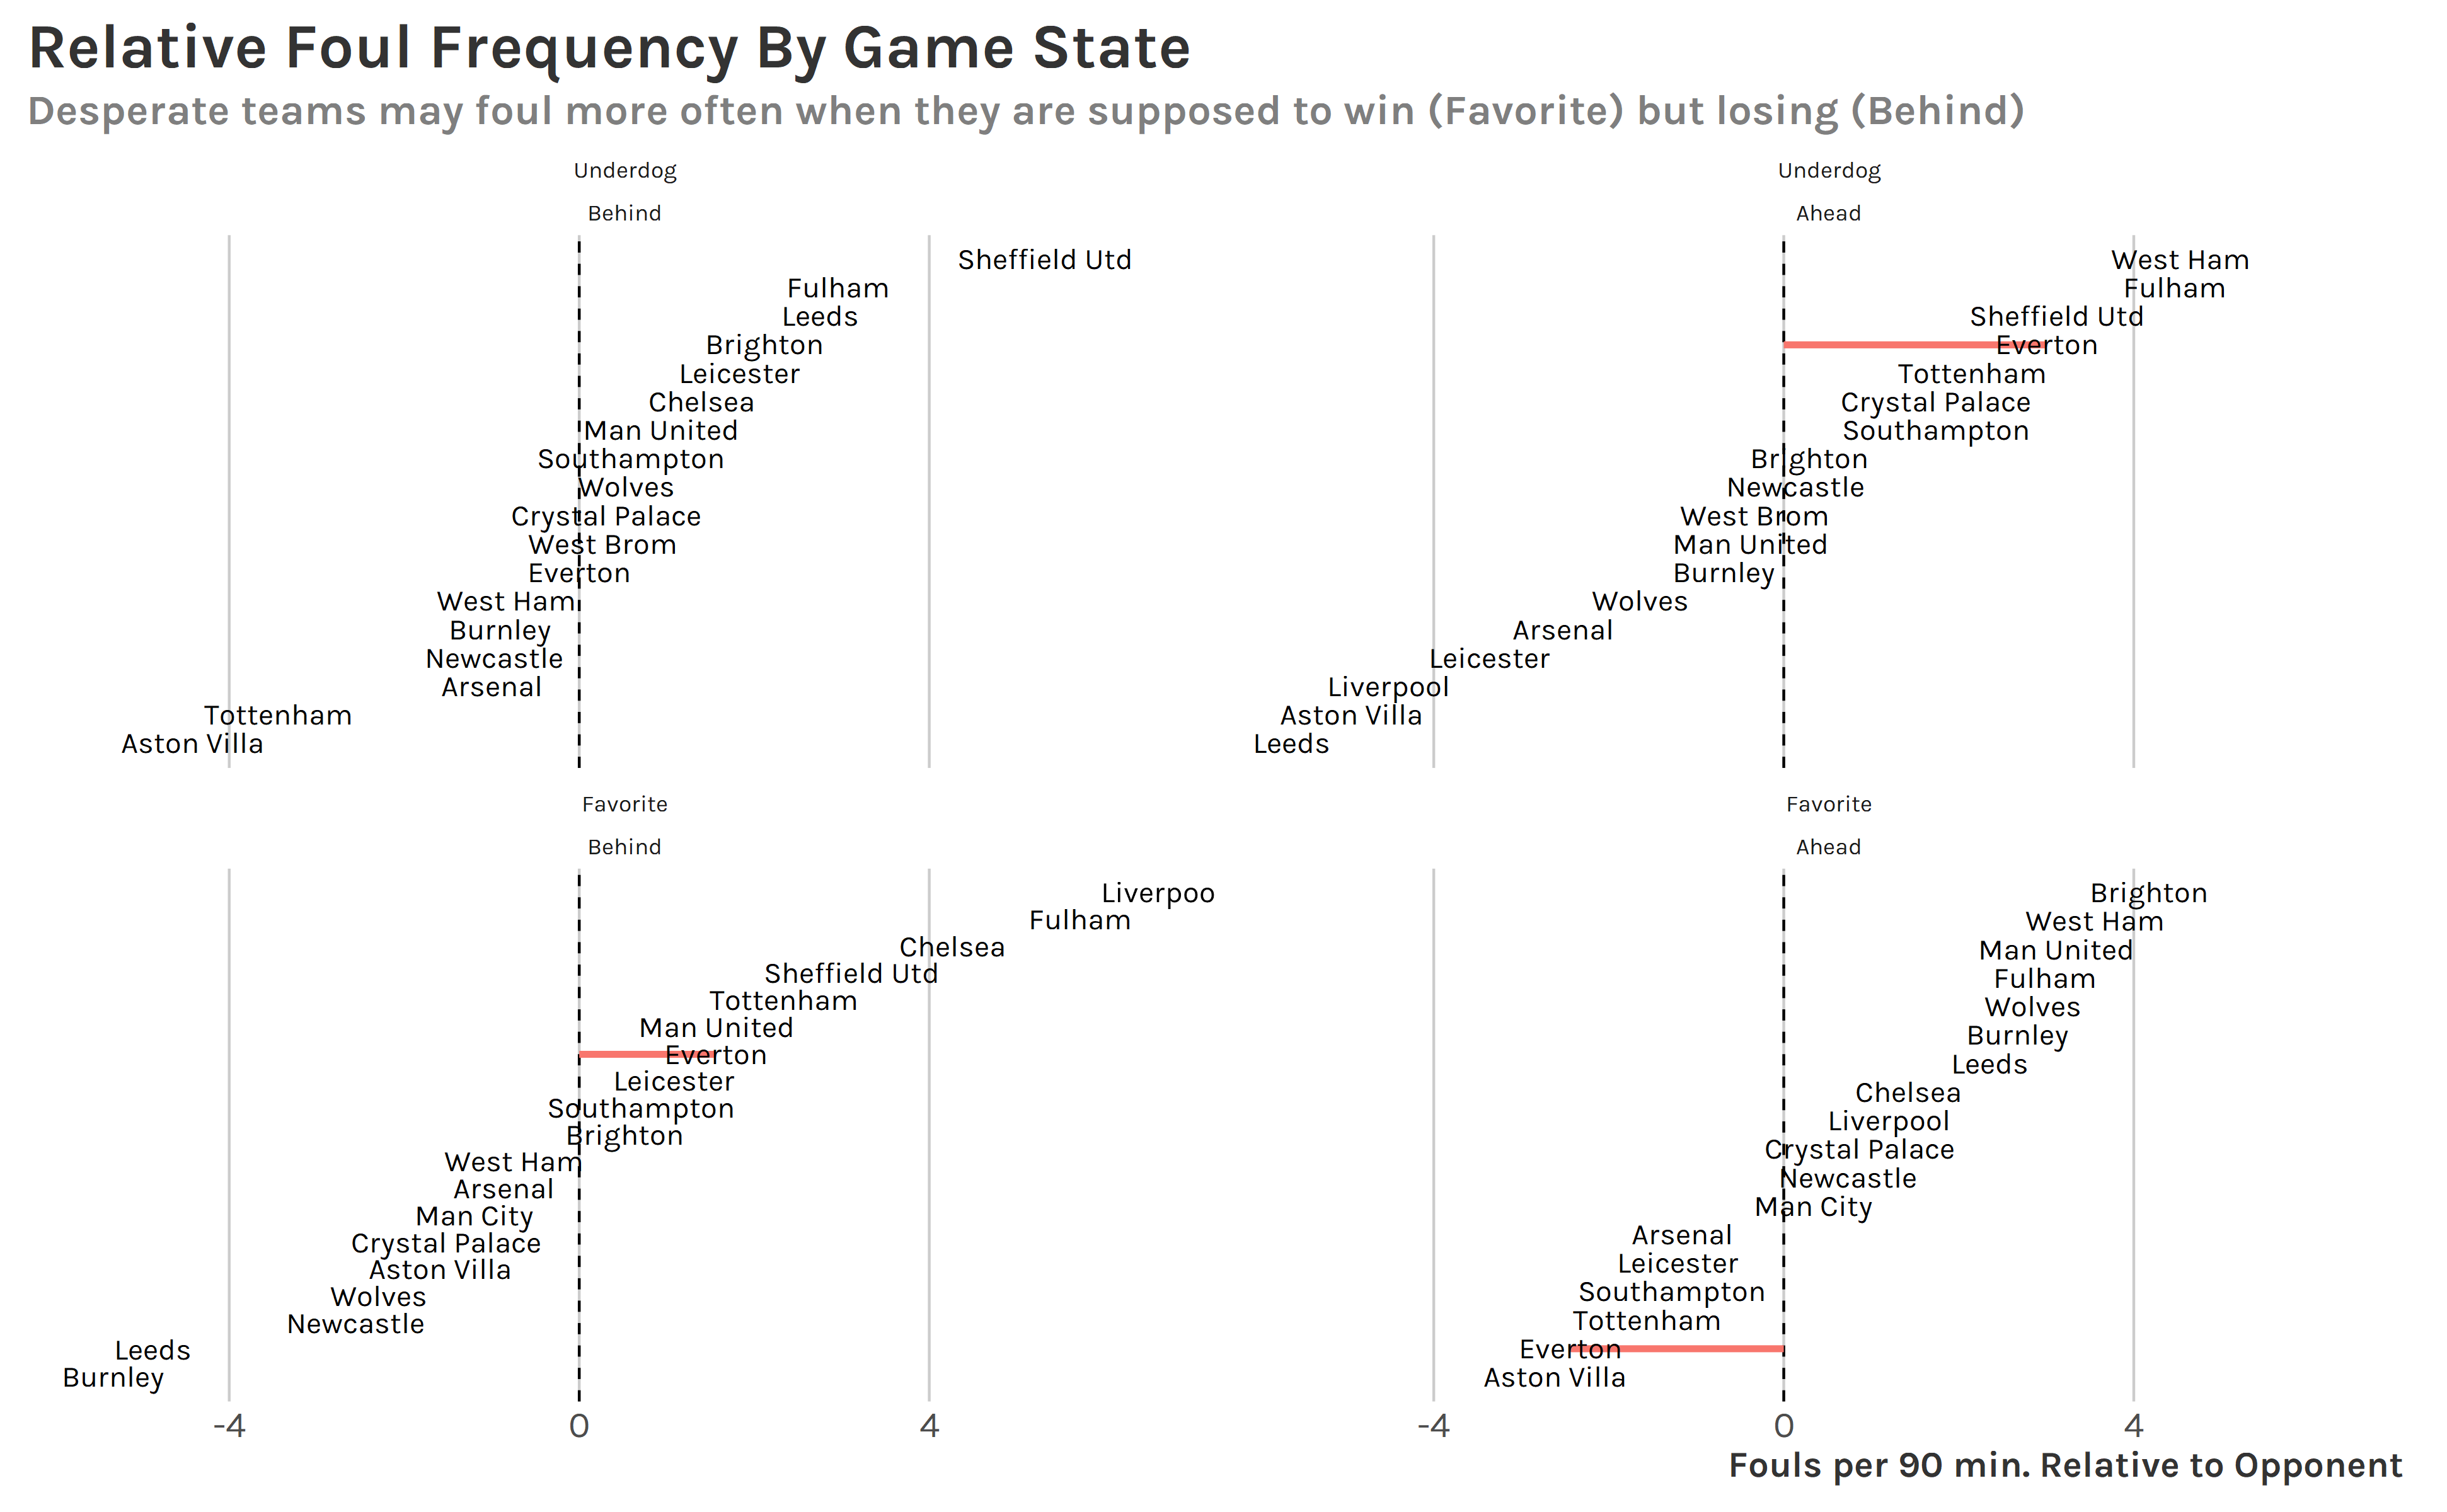 Relative Foul Frequency By Game State
Desperate teams may foul more often when they are supposed to win (Favorite) but losing (Behind)
Underdog
Behind
Sheffield Utd
Fulham
Leeds
Brighton
Leicester
Chelsea
Man United
Southampton
Wolves
Crystal Palace
West Brom
Everton
West Ham
Burnley
Newcastle
Arsenal
Tottenham
Aston Villa
Underdog
Ahead
West Ham
Fulham
Sheffield Utd
Everton
Tottenham
Crystal Palace
Southampton
Brighton
Newcastle
West Brom
Man United
Burnley
Wolves
Arsenal
Leicester
Liverpool
Aston Villa
Leeds
Favorite
Behind
Liverpoo
Fulham
Chelsea
Sheffield Utd
Tottenham
Man United
Everton
Leicester
Southampton
Brighton
West Ham
Arsenal
Man City
Crystal Palace
Aston Villa
Wolves
Newcastle
Leeds
Burnley
-4 0 4
Favorite
Ahead
Brighton
West Ham
Man United
Fulham
Wolves
Burnley
Leeds
Chelsea
Liverpool
Crystal Palace
Newcastle
Man City
Arsenal
Leicester
Southampton
Tottenham
Everton
Aston Villa
-4 0 4
Fouls per 90 min. Relative to Opponent